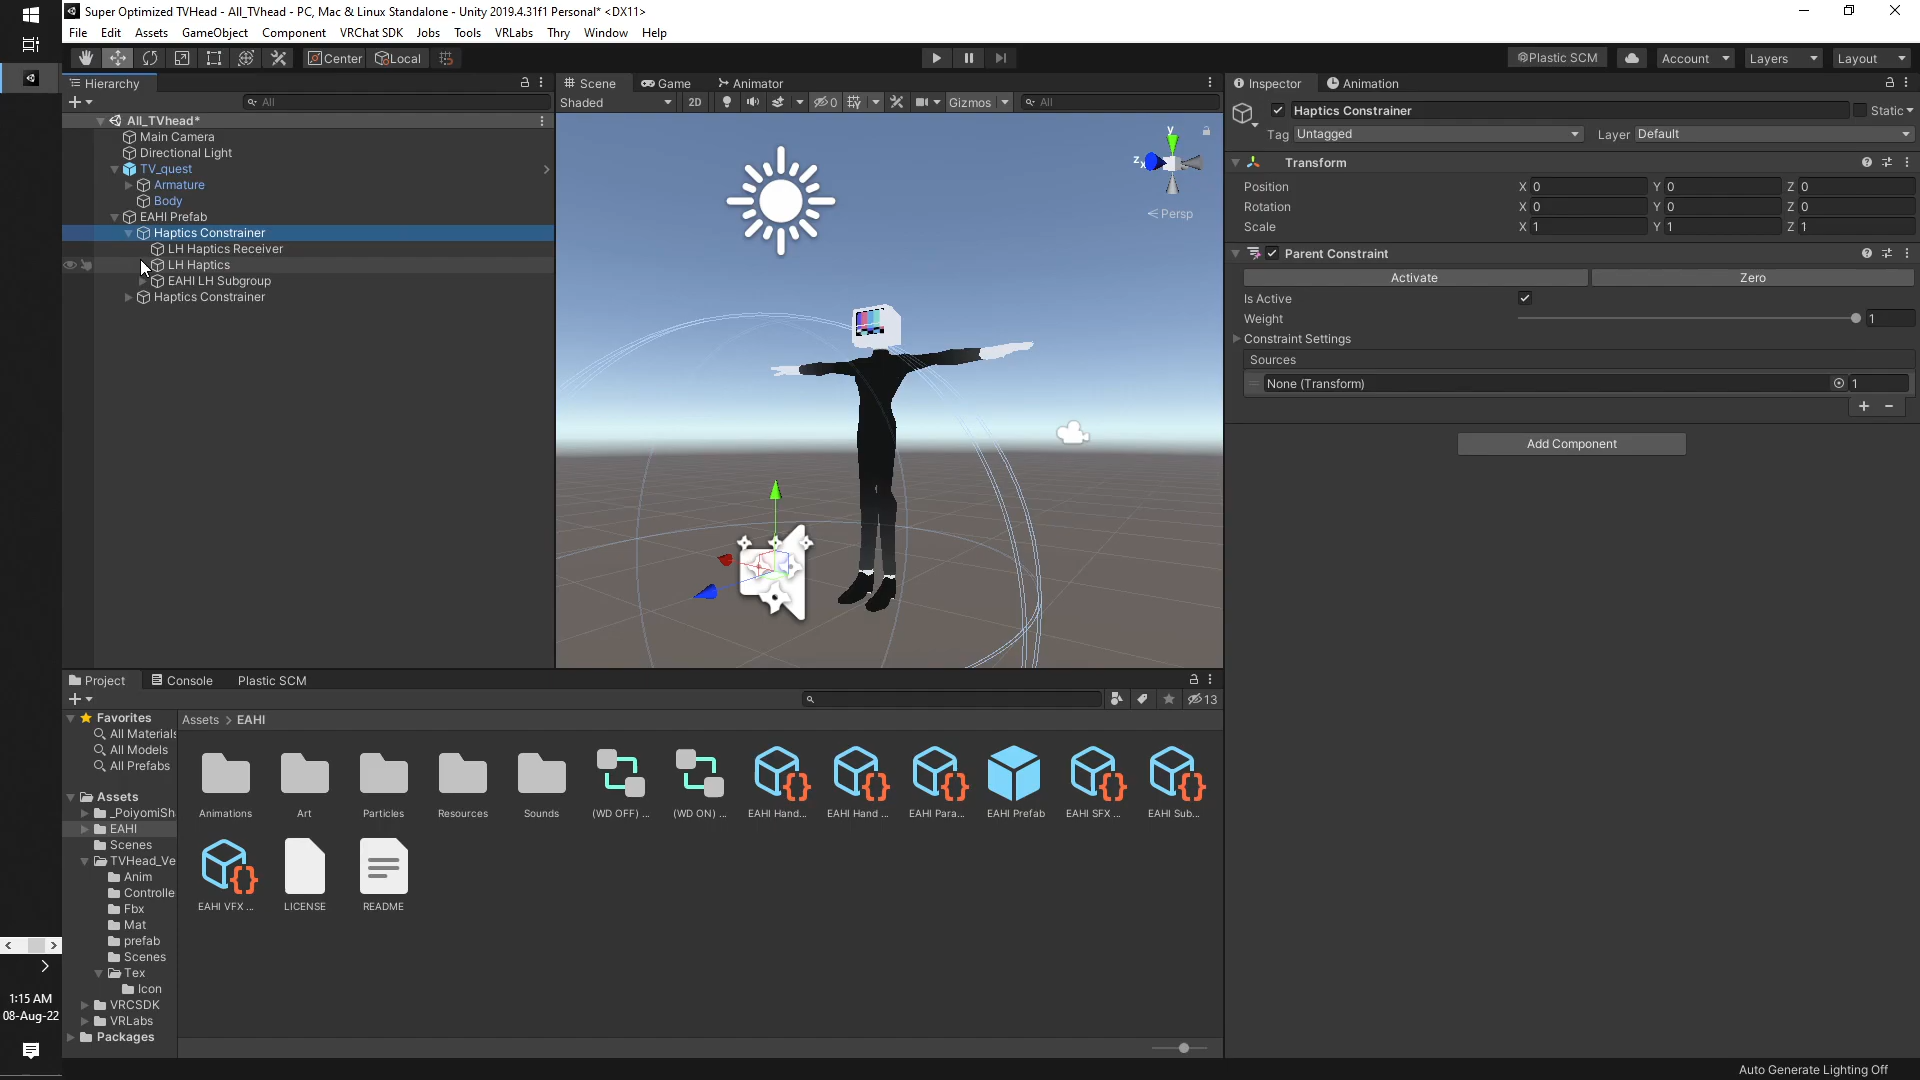 Super Optimized TVHead - All_TVhead - PC, Mac & Linux Standalone - Unity 2019.4.31f1 Personal* <DX11>
File Edit Assets GameObject Component VRChat SDK Jobs Tools VRLabs Thry Window Help
Center Local Plastic SCM Account Layers Layout
Hierarchy
All
All_TVhead*
Main Camera
Directional Light
TV_quest
Armature
Body
EAHI Prefab
Haptics Constrainer
LH Haptics Receiver
LH Haptics
EAHI LH Subgroup
Haptics Constrainer
Scene Game Animator
Shaded 2D 0 Gizmos All
y
z x
Persp
Inspector Animation
Haptics Constrainer Static
Tag Untagged Layer Default
Transform
Position X 0 Y 0 Z 0
Rotation X 0 Y 0 Z 0
Scale X 1 Y 1 Z 1
Parent Constraint
Activate Zero
Is Active
Weight 1
Constraint Settings
Sources
None (Transform) 1
Add Component
Project Console Plastic SCM
13
Favorites
All Materials
All Models
All Prefabs
Assets
_PoiyomiSh
EAHI
Scenes
TVHead_Ve
Anim
Controlle
Fbx
Mat
prefab
Scenes
Tex
Icon
VRCSDK
VRLabs
Packages
Assets > EAHI
Animations Art Particles Resources Sounds (WD OFF) ... (WD ON) ... EAHI Hand... EAHI Hand ... EAHI Para... EAHI Prefab EAHI SFX ... EAHI Sub...
EAHI VFX ... LICENSE README
1:15 AM
08-Aug-22
Auto Generate Lighting Off